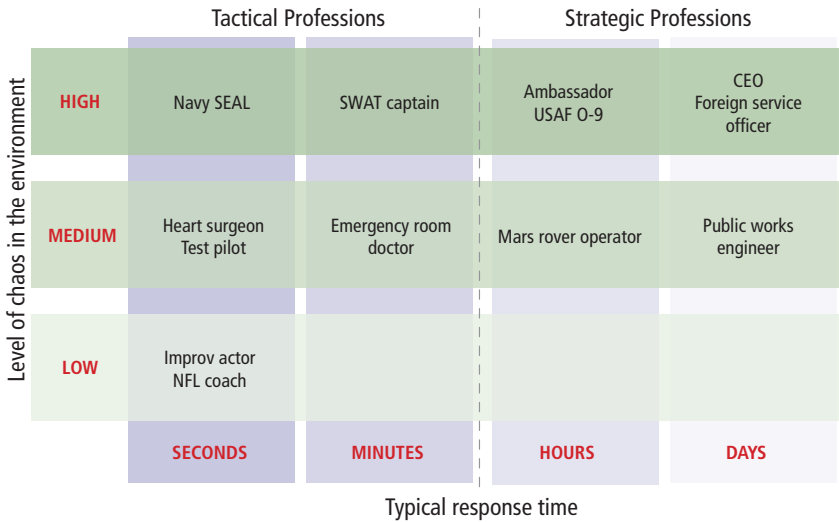 Tactical Professions
Strategic Professions
Level of chaos in the environment
HIGH
Navy SEAL
SWAT captain
Ambassador
USAF O-9
CEO
Foreign service
officer
MEDIUM
Heart surgeon
Test pilot
Emergency room
doctor
Mars rover operator
Public works
engineer
LOW
Improv actor
NFL coach
SECONDS
MINUTES
HOURS
DAYS
Typical response time